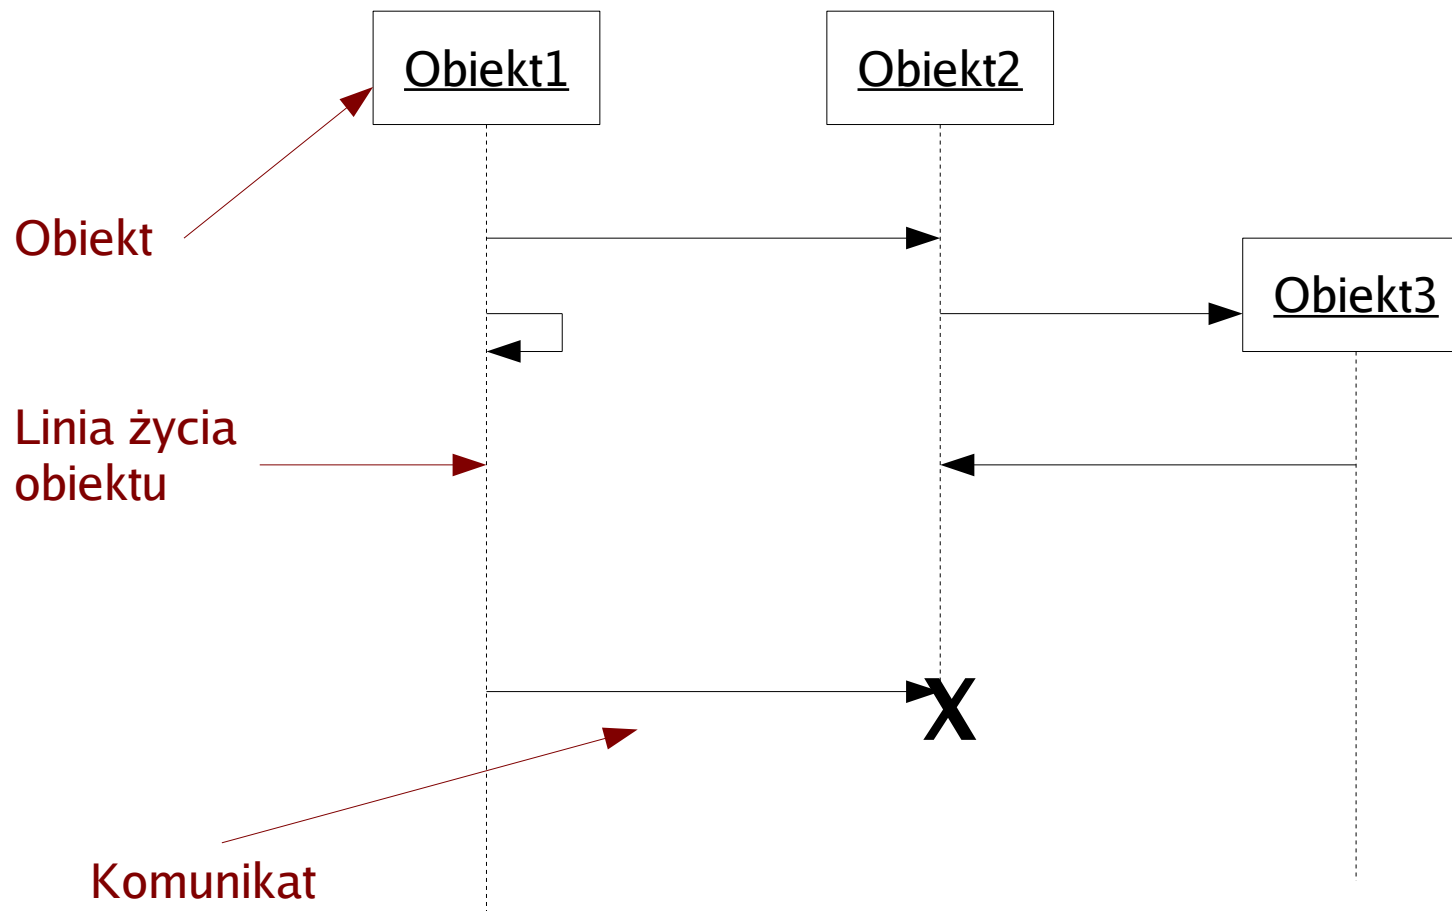 Obiekt1
Obiekt2
Obiekt
Obiekt3
Linia życia
obiektu
X
Komunikat